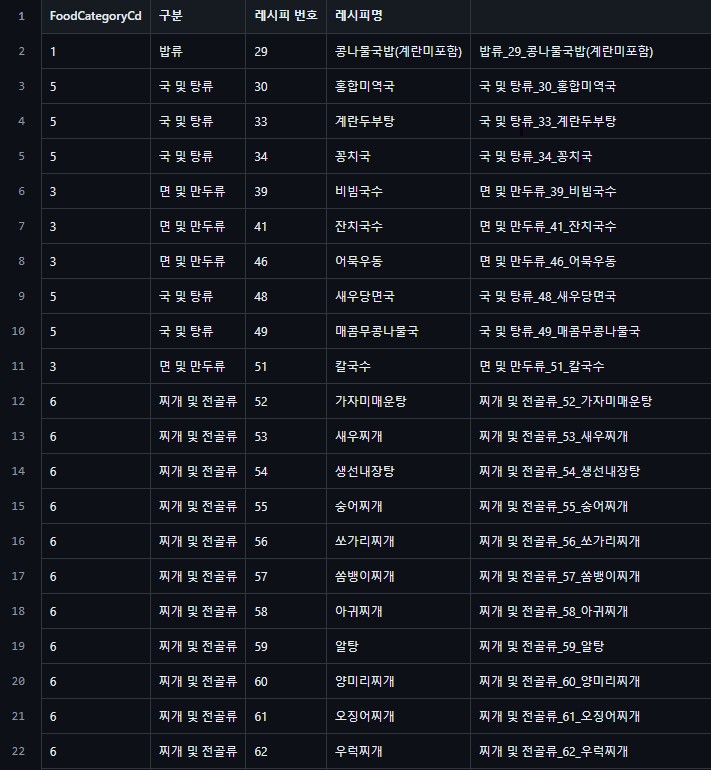 1 FoodCategoryCd 구분 레시피 번호 레시피명
2 1 밥류 29 콩나물국밥(계란미포함) 밥류_29_콩나물국밥(계란미포함)
3 5 국 및 탕류 30 홍합미역국 국 및 탕류_30_홍합미역국
4 5 국 및 탕류 33 계란두부탕 국 및 탕류_33_계란두부탕
5 5 국 및 탕류 34 꽁치국 국 및 탕류_34_꽁치국
6 3 면 및 만두류 39 비빔국수 면 및 만두류_39_비빔국수
7 3 면 및 만두류 41 잔치국수 면 및 만두류_41_잔치국수
8 3 면 및 만두류 46 어묵우동 면 및 만두류_46_어묵우동
9 5 국 및 탕류 48 새우당면국 국 및 탕류_48_새우당면국
10 5 국 및 탕류 49 매콤무콩나물국 국 및 탕류_49_매콤무콩나물국
11 3 면 및 만두류 51 칼국수 면 및 만두류_51_칼국수
12 6 찌개 및 전골류 52 가자미매운탕 찌개 및 전골류_52_가자미매운탕
13 6 찌개 및 전골류 53 새우찌개 찌개 및 전골류_53_새우찌개
14 6 찌개 및 전골류 54 생선내장탕 찌개 및 전골류_54_생선내장탕
15 6 찌개 및 전골류 55 숭어찌개 찌개 및 전골류_55_숭어찌개
16 6 찌개 및 전골류 56 쏘가리찌개 찌개 및 전골류_56_쏘가리찌개
17 6 찌개 및 전골류 57 쏨뱅이찌개 찌개 및 전골류_57_쏨뱅이찌개
18 6 찌개 및 전골류 58 아귀찌개 찌개 및 전골류_58_아귀찌개
19 6 찌개 및 전골류 59 알탕 찌개 및 전골류_59_알탕
20 6 찌개 및 전골류 60 양미리찌개 찌개 및 전골류_60_양미리찌개
21 6 찌개 및 전골류 61 오징어찌개 찌개 및 전골류_61_오징어찌개
22 6 찌개 및 전골류 62 우럭찌개 찌개 및 전골류_62_우럭찌개